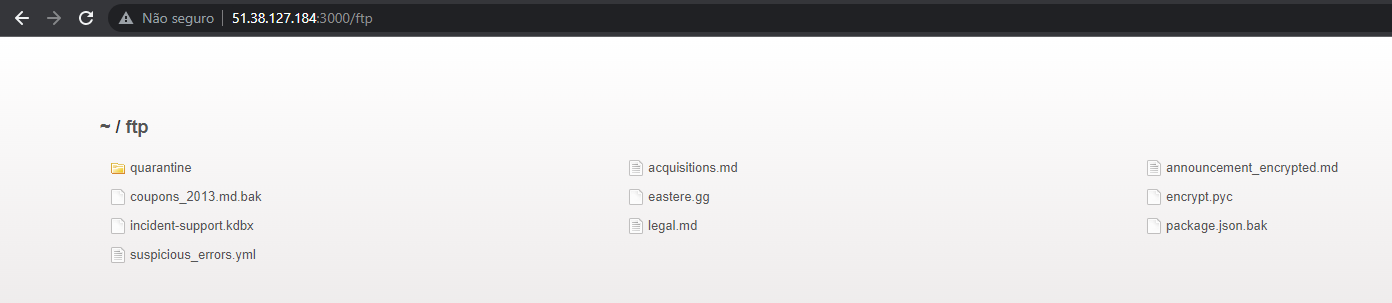 Não seguro | 51.38.127.184:3000/ftp
~ / ftp
quarantine acquisitions.md announcement_encrypted.md
coupons_2013.md.bak eastere.gg encrypt.pyc
incident-support.kdbx legal.md package.json.bak
suspicious_errors.yml